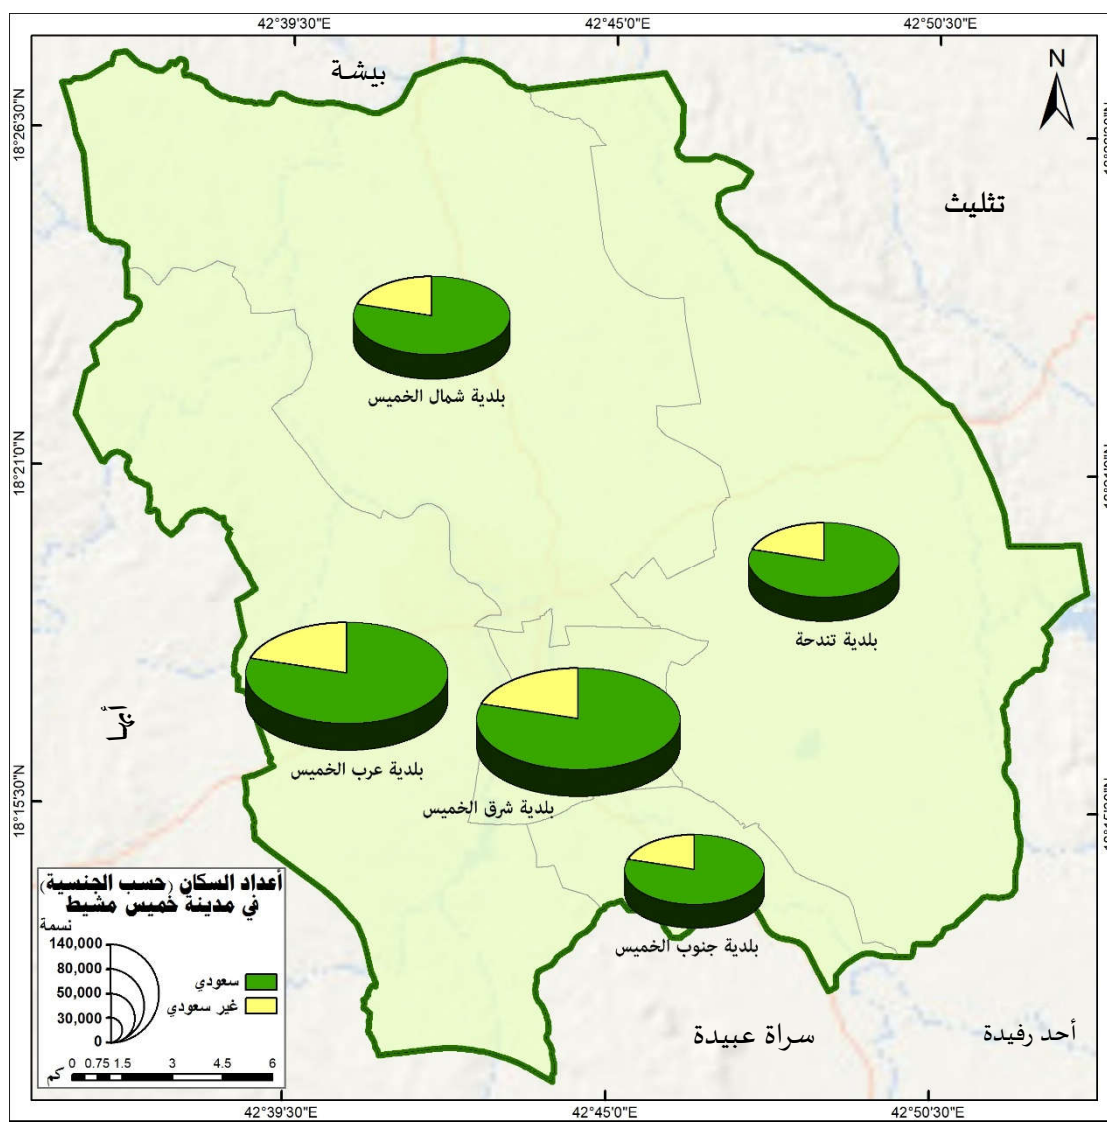 42°39'30"E 42°45'0"E 42°50'30"E
N
بيشة
18°26'30"N
تثليث
بلدية شمال الخميس
18°21'0"N
بلدية تندحة
أبها
بلدية عرب الخميس
بلدية شرق الخميس
18°15'30"N
بلدية جنوب الخميس
سراة عبيدة
أحد رفيدة
أعداد السكان (حسب الجنسية)
في مدينة خميس مشيط
نسمة
140,000
80,000
50,000
30,000
0
سعودي
غير سعودي
0 0.75 1.5 3 4.5 6
كم
42°39'30"E 42°45'0"E 42°50'30"E